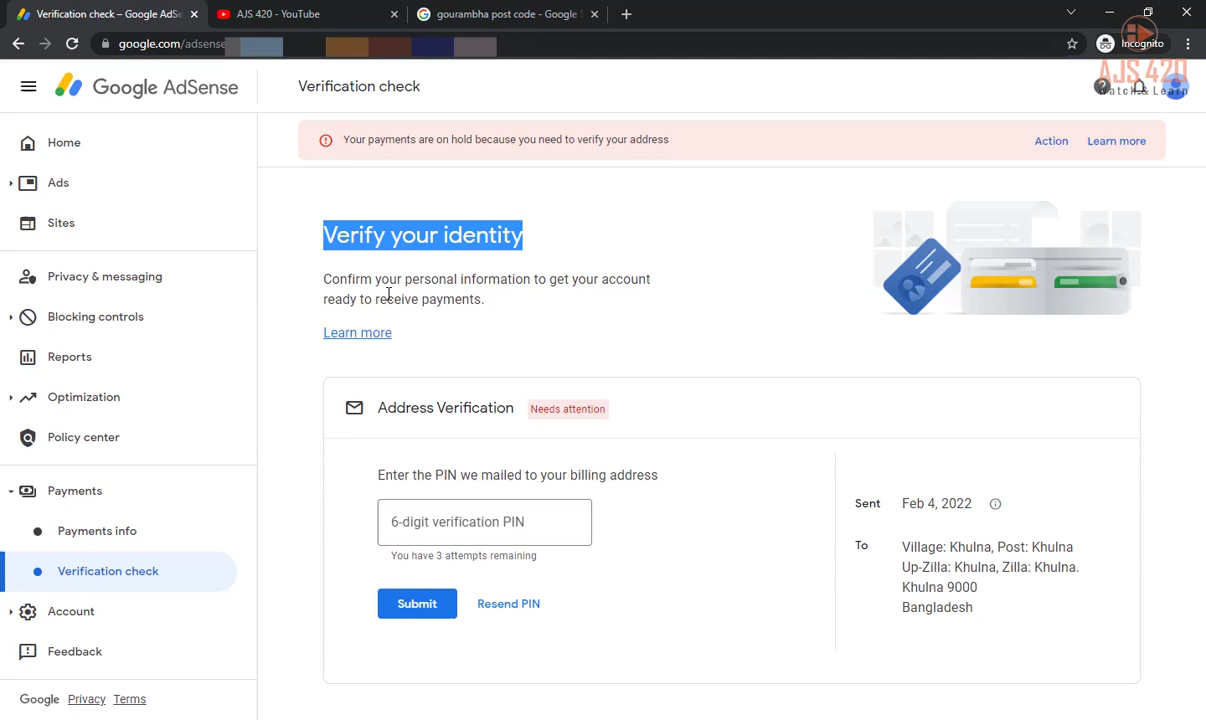 Verification check – Google AdSen
AJS 420 - YouTube
gourambha post code - Google S
google.com/adsense
Incognito
AJS 420
Watch & Learn
Google AdSense
Verification check
Home
Ads
Sites
Privacy & messaging
Blocking controls
Reports
Optimization
Policy center
Payments
Payments info
Verification check
Account
Feedback
Google Privacy Terms
Your payments are on hold because you need to verify your address
Action Learn more
Verify your identity
Confirm your personal information to get your account
ready to receive payments.
Learn more
Address Verification Needs attention
Enter the PIN we mailed to your billing address
6-digit verification PIN
You have 3 attempts remaining
Submit Resend PIN
Sent Feb 4, 2022
To Village: Khulna, Post: Khulna
Up-Zilla: Khulna, Zilla: Khulna.
Khulna 9000
Bangladesh